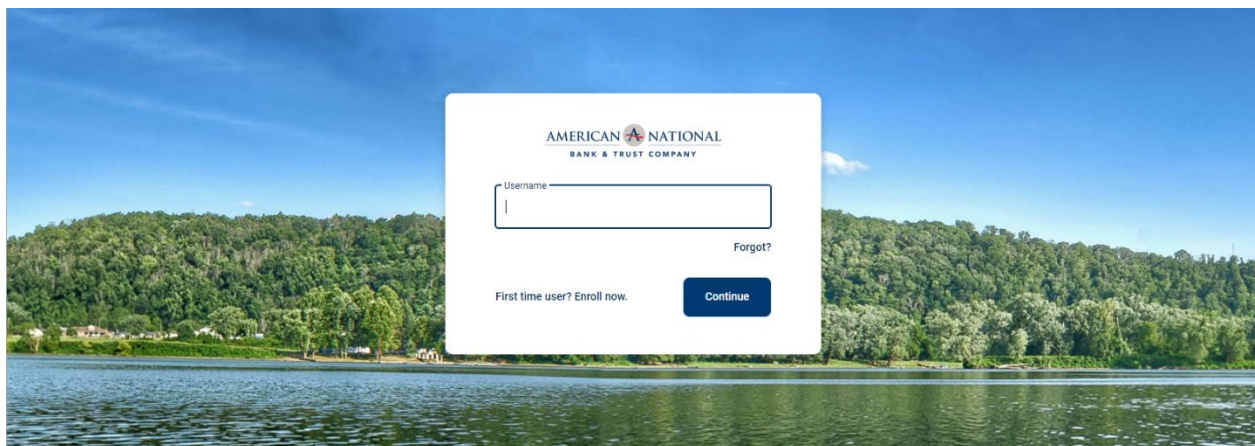 AMERICAN A NATIONAL
BANK & TRUST COMPANY
Username
Forgot?
First time user? Enroll now.
Continue